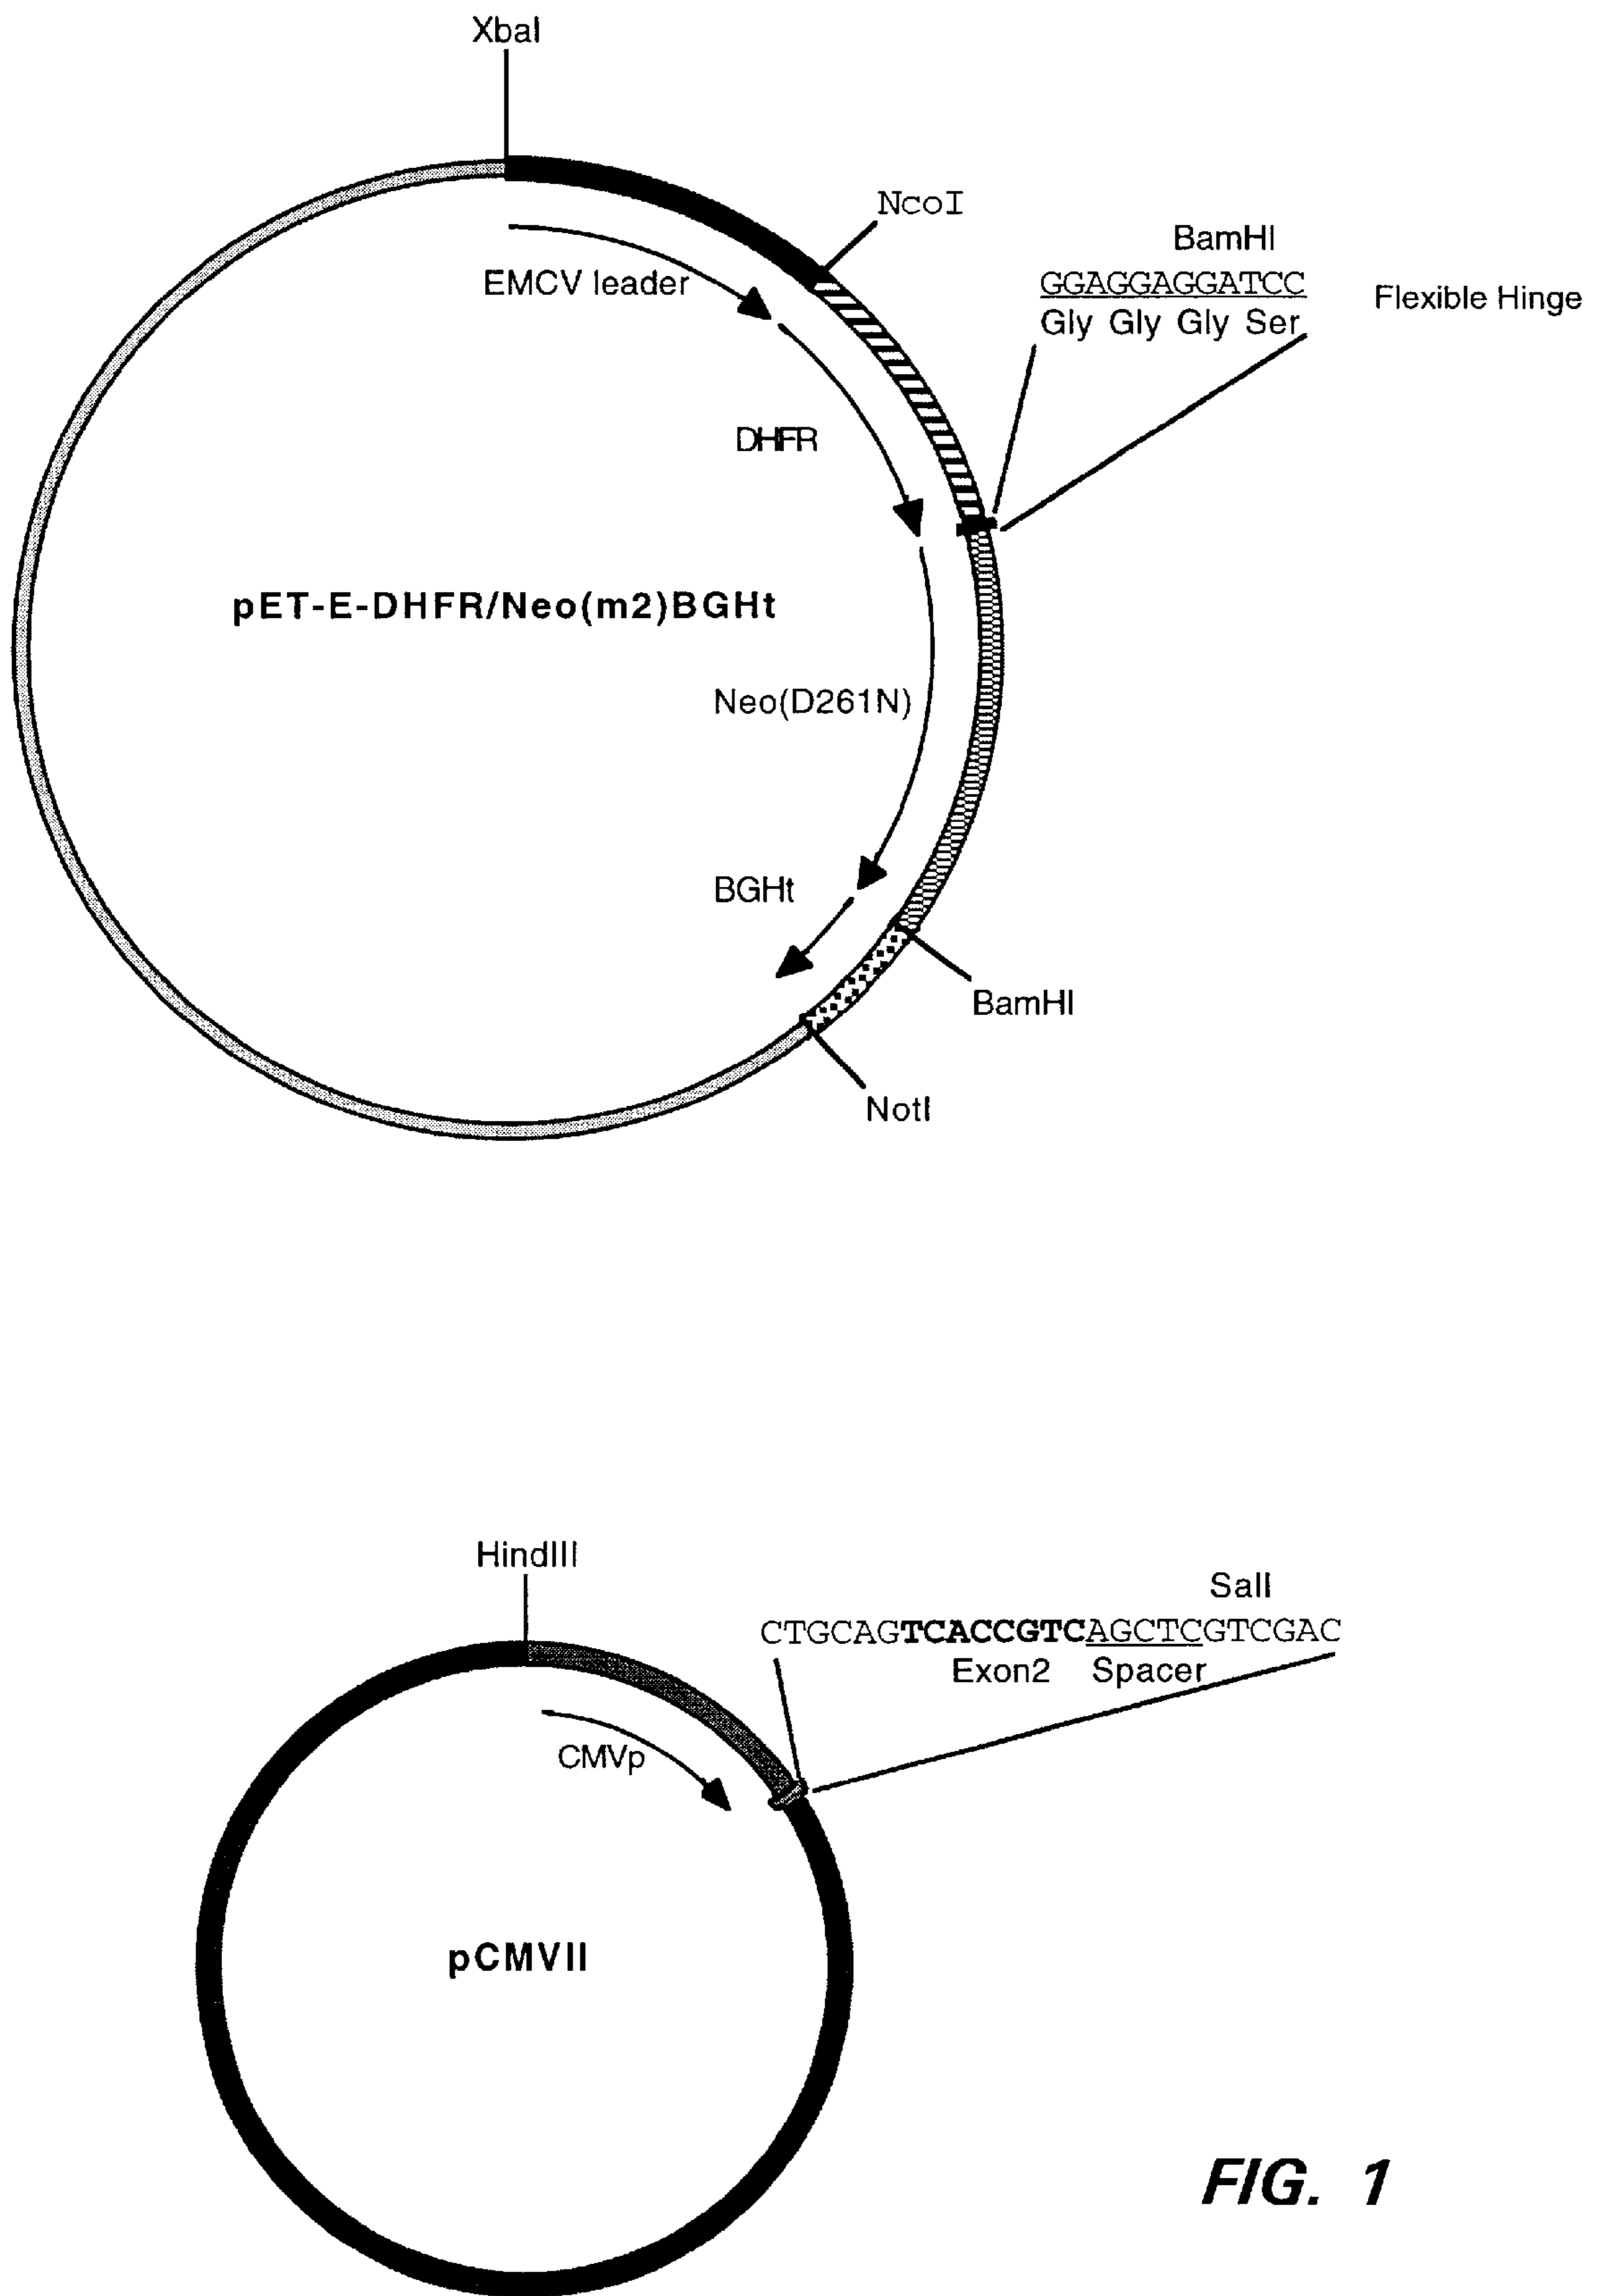 XbaI
NcoI
BamHI
GGAGGAGGATCC
Gly Gly Gly Ser
Flexible Hinge
EMCV leader
DHFR
pET-E-DHFR/Neo(m2)BGHt
Neo(D261N)
BGHt
BamHI
NotI
HindIII
SalI
CTGCAGTCACCGTCAGCTCGTCGAC
Exon2 Spacer
CMVp
pCMVII
FIG. 1